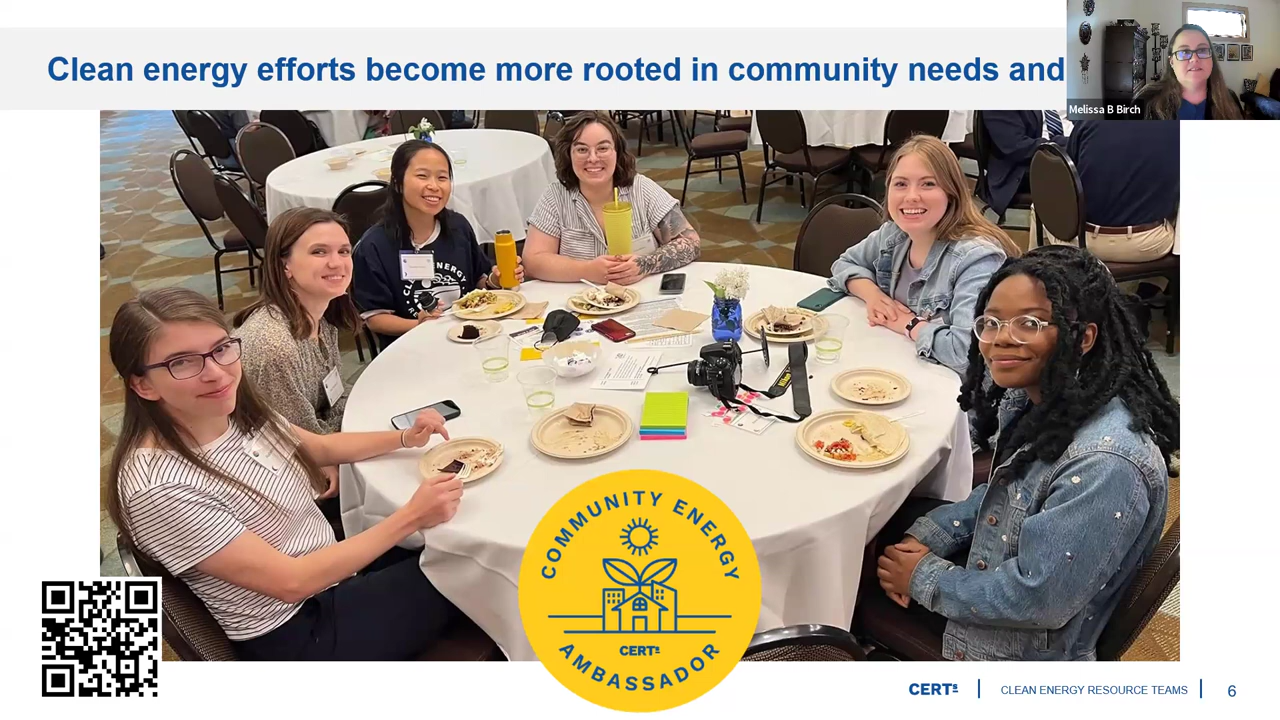 Clean energy efforts become more rooted in community needs and
Melissa B Birch
COMMUNITY ENERGY
CERTs
AMBASSADOR
CERTs
CLEAN ENERGY RESOURCE TEAMS
6